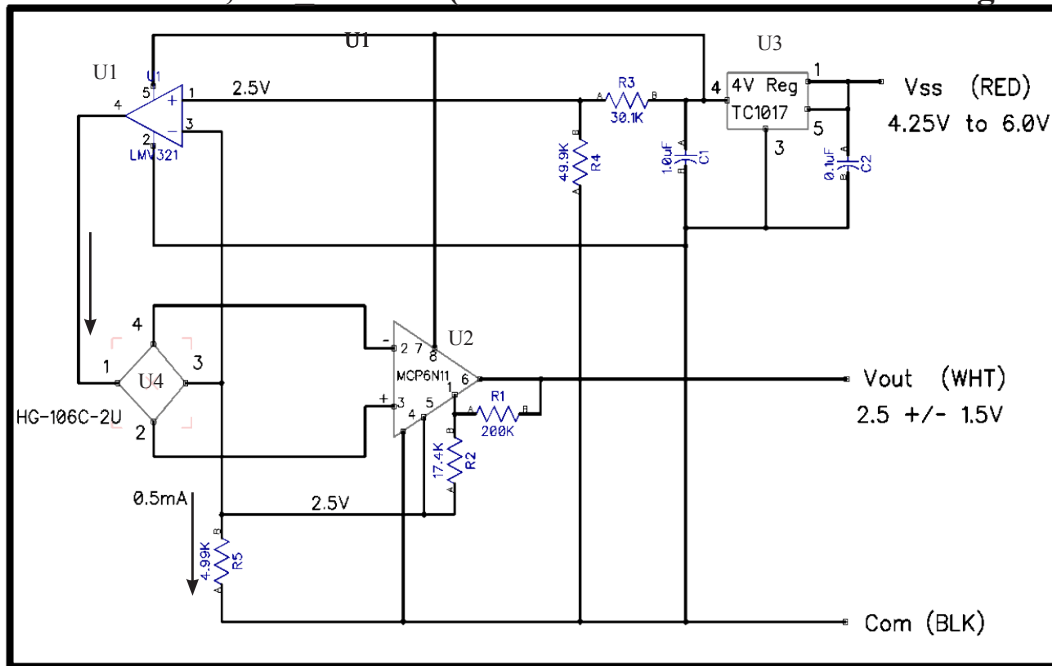 U1
U3
U1
U1
5
4
1
+
3
−
2
LMV321
2.5V
R3
A
B
30.1K
B
49.9K
R4
A
A
1.0uF
C1
B
4
4V Reg
TC1017
1
5
3
A
0.1uF
C2
B
Vss (RED)
4.25V to 6.0V
4
1
U4
3
2
HG-106C-2U
U2
-
2
7
8
MCP6N11
6
+
3
4
5
1
R1
A
B
200K
B
17.4K
R2
A
Vout (WHT)
2.5 +/- 1.5V
0.5mA
2.5V
B
4.99K
R5
A
Com (BLK)